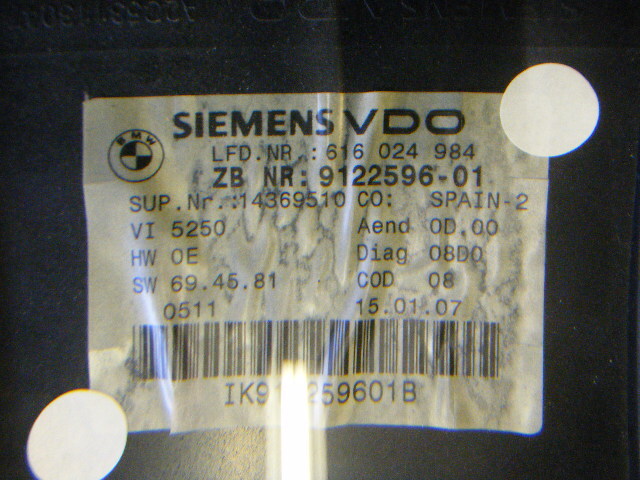 BMW
SIEMENS VDO
LFD.NR.: 616 024 984
ZB NR: 9122596-01
SUP.Nr.:14369510 CO: SPAIN-2
VI 5250 Aend 0D.00
HW 0E Diag 08D0
SW 69.45.81 COD 08
0511 15.01.07